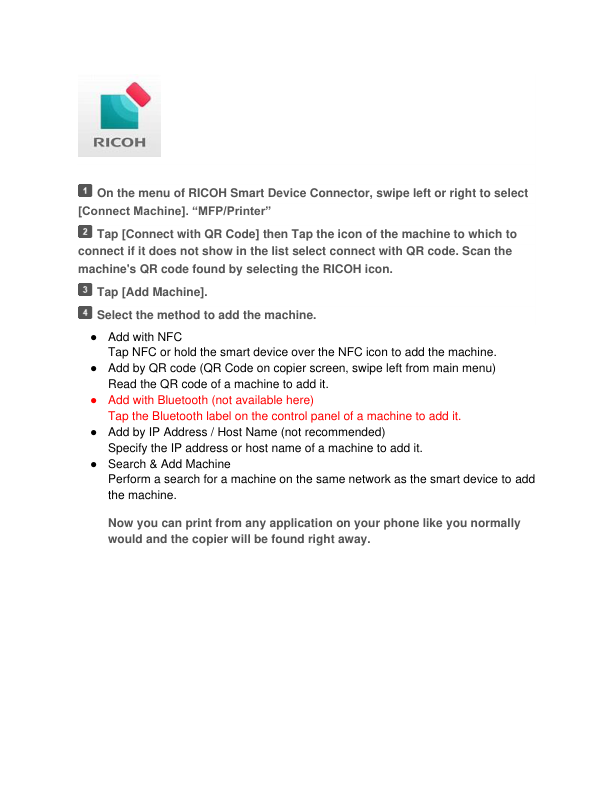 RICOH
1 On the menu of RICOH Smart Device Connector, swipe left or right to select
[Connect Machine]. “MFP/Printer”
2 Tap [Connect with QR Code] then Tap the icon of the machine to which to
connect if it does not show in the list select connect with QR code. Scan the
machine's QR code found by selecting the RICOH icon.
3 Tap [Add Machine].
4 Select the method to add the machine.
● Add with NFC
Tap NFC or hold the smart device over the NFC icon to add the machine.
● Add by QR code (QR Code on copier screen, swipe left from main menu)
Read the QR code of a machine to add it.
● Add with Bluetooth (not available here)
Tap the Bluetooth label on the control panel of a machine to add it.
● Add by IP Address / Host Name (not recommended)
Specify the IP address or host name of a machine to add it.
● Search & Add Machine
Perform a search for a machine on the same network as the smart device to add
the machine.
Now you can print from any application on your phone like you normally
would and the copier will be found right away.